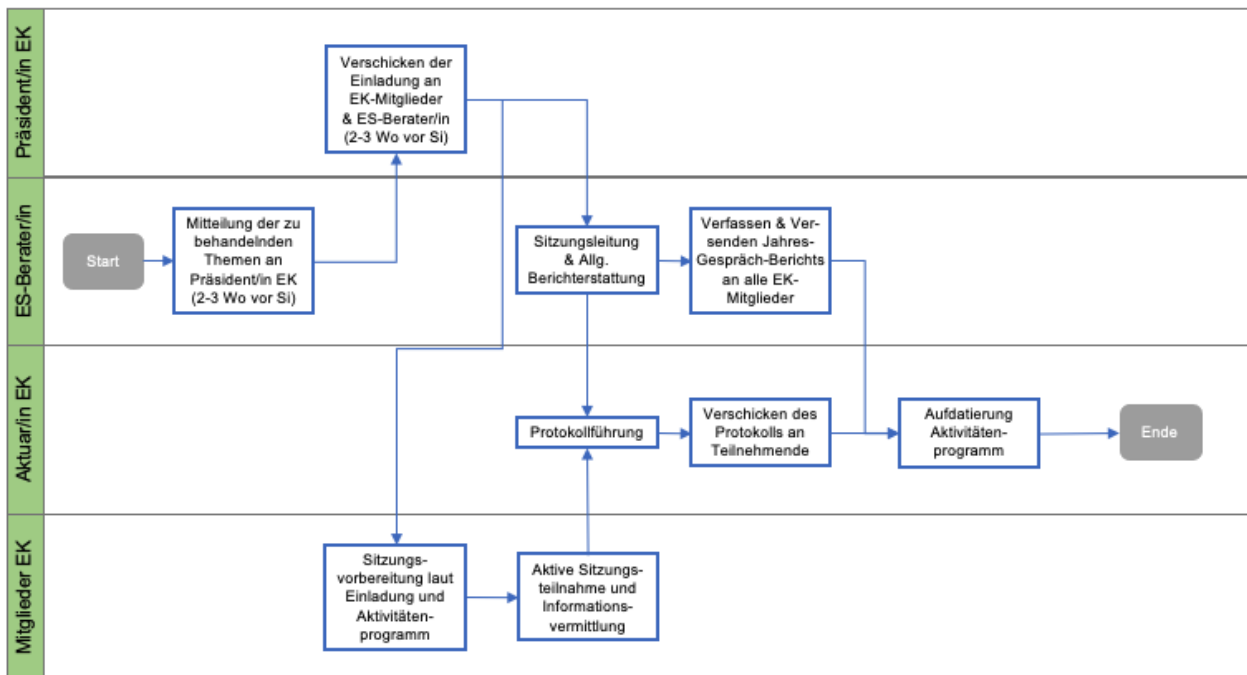 Präsident/in EK
Verschicken der
Einladung an
EK-Mitglieder
& ES-Berater/in
(2-3 Wo vor Si)
ES-Berater/in
Start
Mitteilung der zu
behandelnden
Themen an
Präsident/in EK
(2-3 Wo vor Si)
Sitzungsleitung
& Allg.
Berichterstattung
Verfassen & Ver-
senden Jahres-
Gespräch-Berichts
an alle EK-
Mitglieder
Aktuar/in EK
Protokollführung
Verschicken des
Protokolls an
Teilnehmende
Aufdatierung
Aktivitäten-
programm
Ende
Mitglieder EK
Sitzungs-
vorbereitung laut
Einladung und
Aktivitäten-
programm
Aktive Sitzungs-
teilnahme und
Informations-
vermittlung